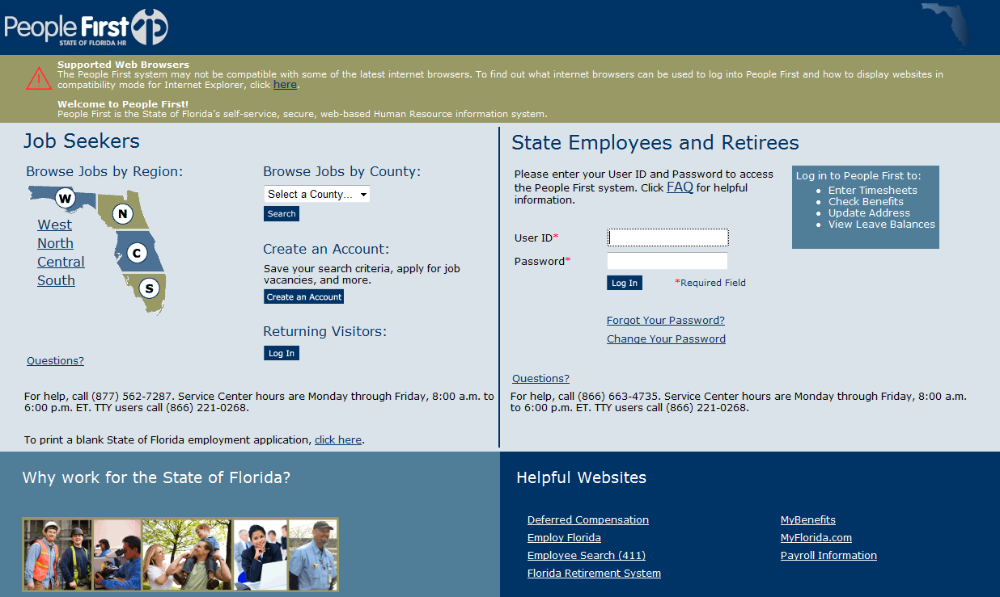 People First
STATE OF FLORIDA HR
Supported Web Browsers
The People First system may not be compatible with some of the latest internet browsers. To find out what internet browsers can be used to log into People First and how to display websites in
compatibility mode for Internet Explorer, click here.
Welcome to People First!
People First is the State of Florida's self-service, secure, web-based Human Resource information system.
Job Seekers
Browse Jobs by Region:
W
N
C
S
West
North
Central
South
Questions?
Browse Jobs by County:
Select a County...
Search
Create an Account:
Save your search criteria, apply for job
vacancies, and more.
Create an Account
Returning Visitors:
Log In
For help, call (877) 562-7287. Service Center hours are Monday through Friday, 8:00 a.m. to
6:00 p.m. ET. TTY users call (866) 221-0268.
To print a blank State of Florida employment application, click here.
State Employees and Retirees
Please enter your User ID and Password to access
the People First system. Click FAQ for helpful
information.
User ID*
Password*
Log In *Required Field
Forgot Your Password?
Change Your Password
Log in to People First to:
• Enter Timesheets
• Check Benefits
• Update Address
• View Leave Balances
Questions?
For help, call (866) 663-4735. Service Center hours are Monday through Friday, 8:00 a.m.
to 6:00 p.m. ET. TTY users call (866) 221-0268.
Why work for the State of Florida?
Helpful Websites
Deferred Compensation
Employ Florida
Employee Search (411)
Florida Retirement System
MyBenefits
MyFlorida.com
Payroll Information